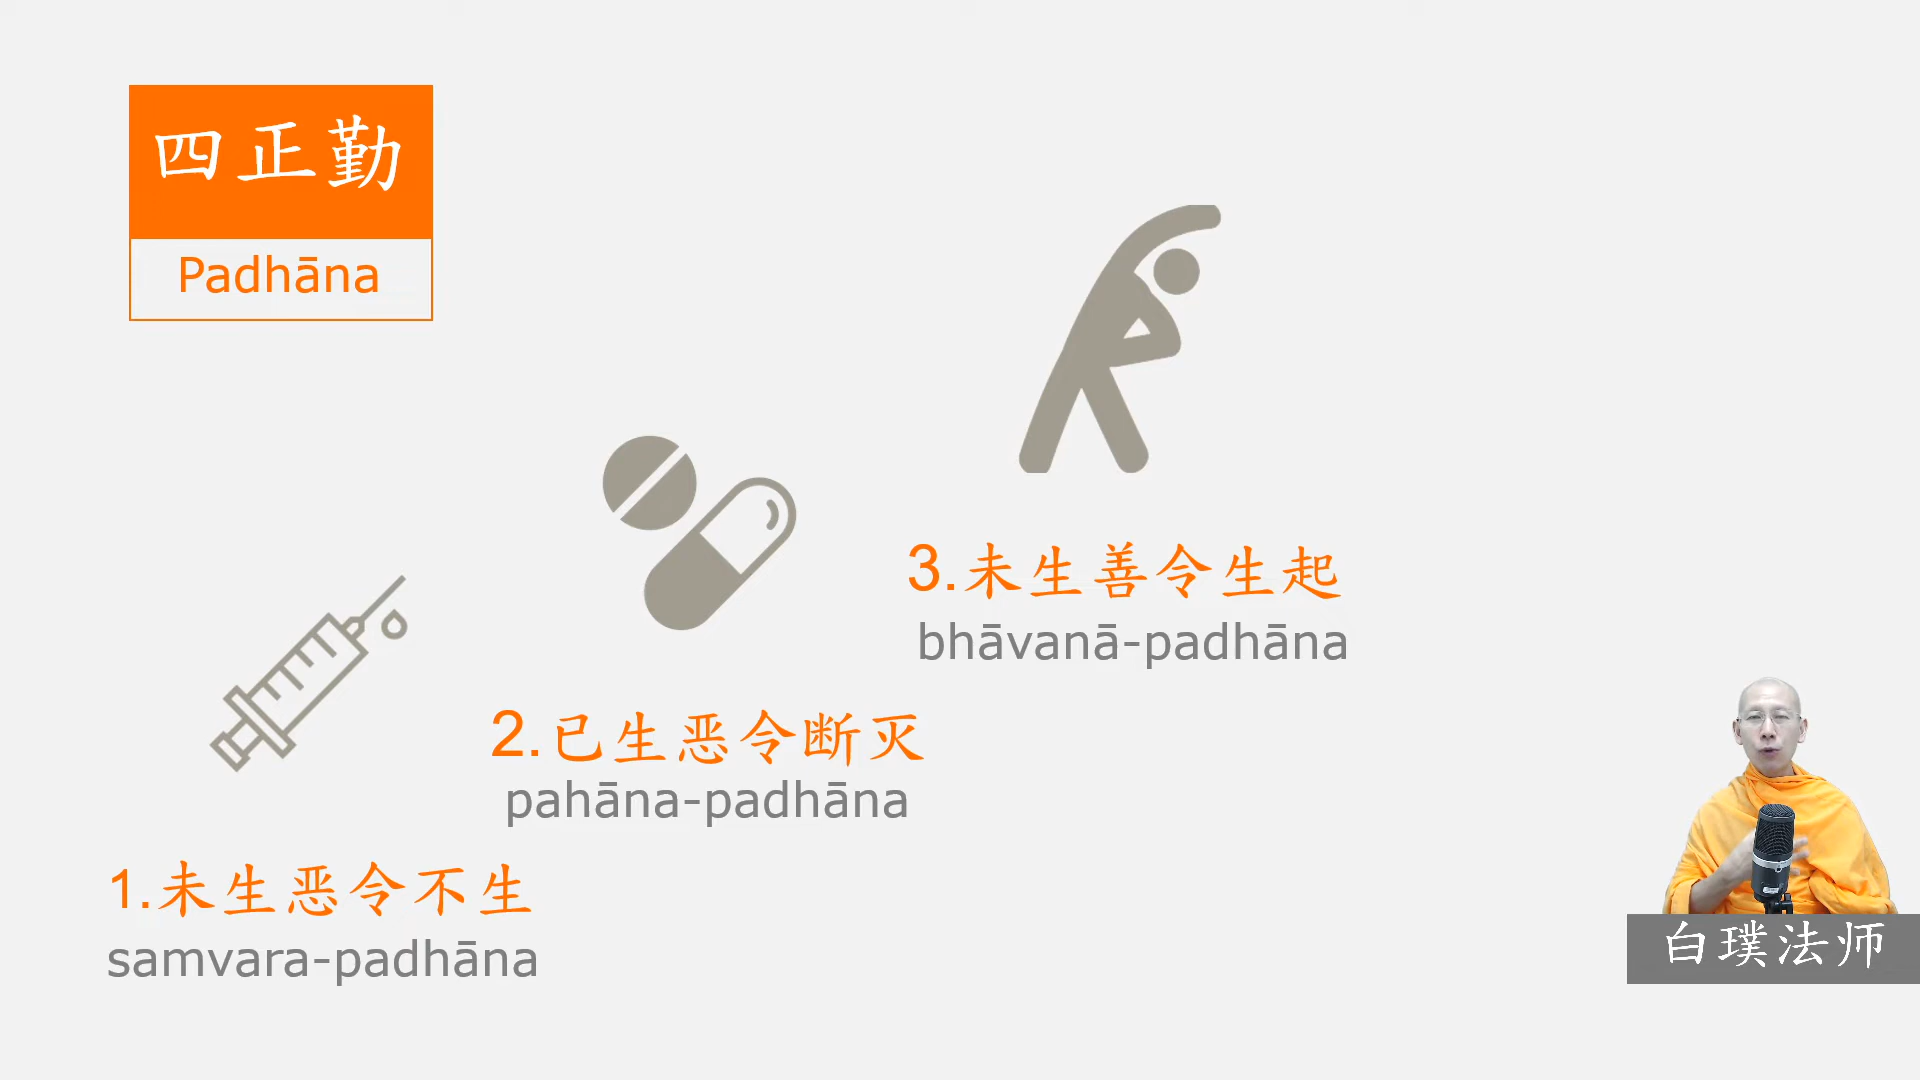 四正勤
Padhāna
3.未生善令生起
bhāvanā-padhāna
2.已生恶令断灭
pahāna-padhāna
1.未生恶令不生
samvara-padhāna
白璞法师